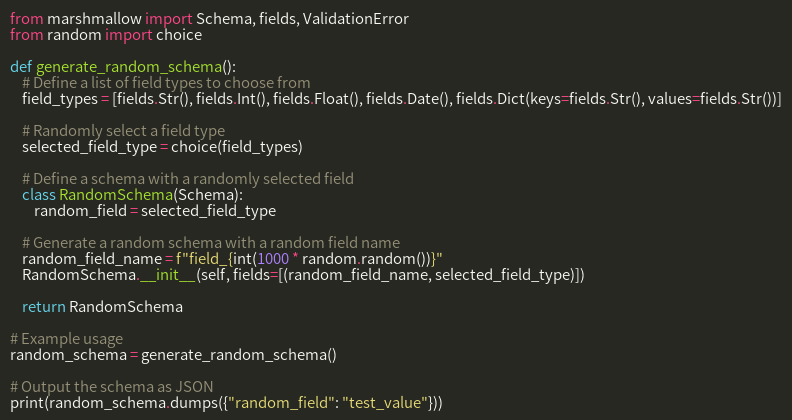 from marshmallow import Schema, fields, ValidationError
from random import choice
def generate_random_schema():
# Define a list of field types to choose from
field_types = [fields.Str(), fields.Int(), fields.Float(), fields.Date(), fields.Dict(keys=fields.Str(), values=fields.Str())]
# Randomly select a field type
selected_field_type = choice(field_types)
# Define a schema with a randomly selected field
class RandomSchema(Schema):
random_field = selected_field_type
# Generate a random schema with a random field name
random_field_name = f"field_{int(1000 * random.random())}"
RandomSchema.__init__(self, fields=[(random_field_name, selected_field_type)])
return RandomSchema
# Example usage
random_schema = generate_random_schema()
# Output the schema as JSON
print(random_schema.dumps({"random_field": "test_value"}))